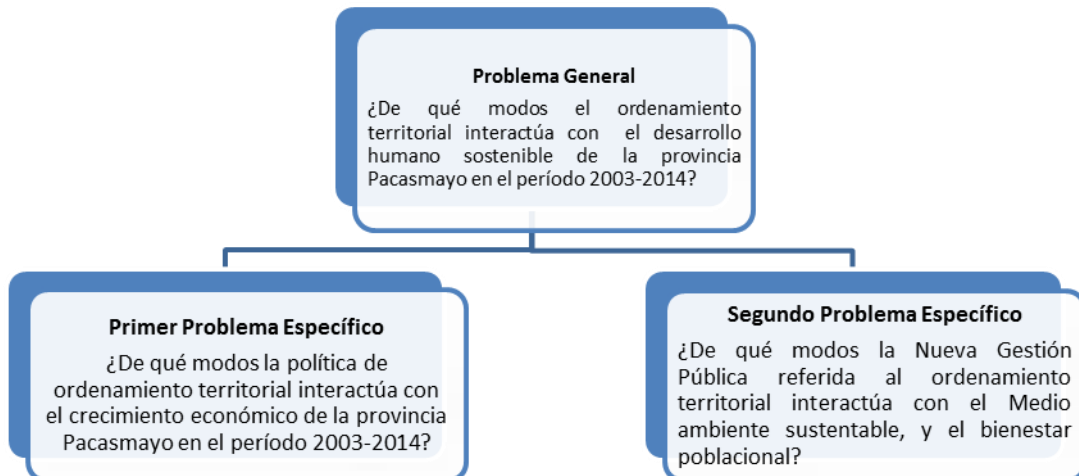 Problema General
¿De qué modos el ordenamiento
territorial interactúa con el desarrollo
humano sostenible de la provincia
Pacasmayo en el período 2003-2014?
Primer Problema Específico
¿De qué modos la política de
ordenamiento territorial interactúa con
el crecimiento económico de la provincia
Pacasmayo en el período 2003-2014?
Segundo Problema Específico
¿De qué modos la Nueva Gestión
Pública referida al ordenamiento
territorial interactúa con el Medio
ambiente sustentable, y el bienestar
poblacional?